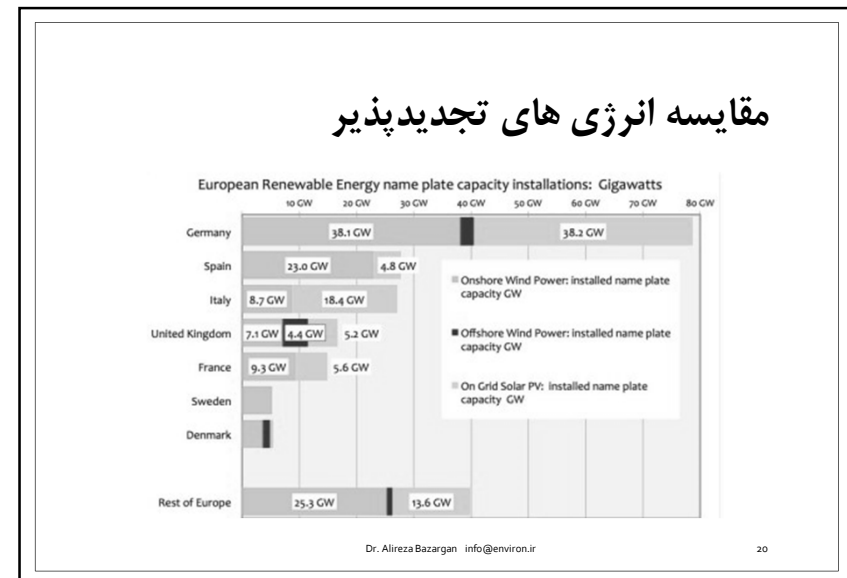 مقایسه انرژی های تجدیدپذیر
European Renewable Energy name plate capacity installations: Gigawatts
10 GW 20 GW 30 GW 40 GW 50 GW 60 GW 70 GW 80 GW
Germany 38.1 GW 38.2 GW
Spain 23.0 GW 4.8 GW
Italy 8.7 GW 18.4 GW
United Kingdom 7.1 GW 4.4 GW 5.2 GW
France 9.3 GW 5.6 GW
Sweden
Denmark
Rest of Europe 25.3 GW 13.6 GW
Onshore Wind Power: installed name plate
capacity GW
Offshore Wind Power: installed name plate
capacity GW
On Grid Solar PV: installed name plate
capacity GW
Dr. Alireza Bazargan info@environ.ir 20